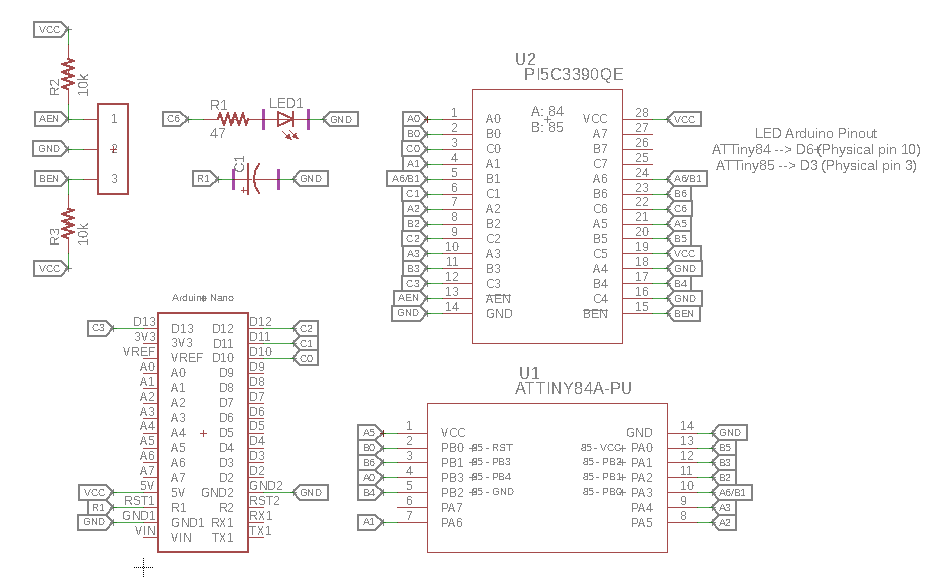 VCC
R2
10k
AEN
GND
BEN
1
2
3
R3
10k
VCC
C6
R1
47
LED1
GND
R1
C1
+
GND
U2
PI5C3390QE
A: 84
B: 85
A0 1 A0 VCC 28 VCC
B0 2 B0 A7 27
C0 3 C0 B7 26
A1 4 A1 C7 25
A6/B1 5 B1 A6 24 A6/B1
C1 6 C1 B6 23 B6
A2 7 A2 C6 22 C6
B2 8 B2 A5 21 A5
C2 9 C2 B5 20 B5
A3 10 A3 C5 19 VCC
B3 11 B3 A4 18 GND
C3 12 C3 B4 17 B4
AEN 13 AEN C4 16 GND
GND 14 GND BEN 15 BEN
LED Arduino Pinout
ATTiny84 --> D6 (Physical pin 10)
ATTiny85 --> D3 (Physical pin 3)
Arduino Nano
C3 D13 D13 D12 D12 C2
3V3 3V3 D11 D11 C1
VREF VREF D10 D10 C0
A0 A0 D9 D9
A1 A1 D8 D8
A2 A2 D7 D7
A3 A3 D6 D6
A4 A4 D5 D5
A5 A5 D4 D4
A6 A6 D3 D3
A7 A7 D2 D2
VCC 5V 5V GND2 GND2 GND
R1 RST1 R1 R2 RST2
GND GND1 GND1 RX1 RX1
VIN VIN TX1 TX1
U1
ATTINY84A-PU
A5 1 VCC GND 14 GND
B0 2 PB0 85-RST 85-VCC PA0 13 B5
B6 3 PB1 85-PB3 85-PB2 PA1 12 B3
A0 4 PB3 85-PB4 85-PB1 PA2 11 B2
B4 5 PB2 85-GND 85-PB0 PA3 10 A6/B1
6 PA7 PA4 9 A3
A1 7 PA6 PA5 8 A2